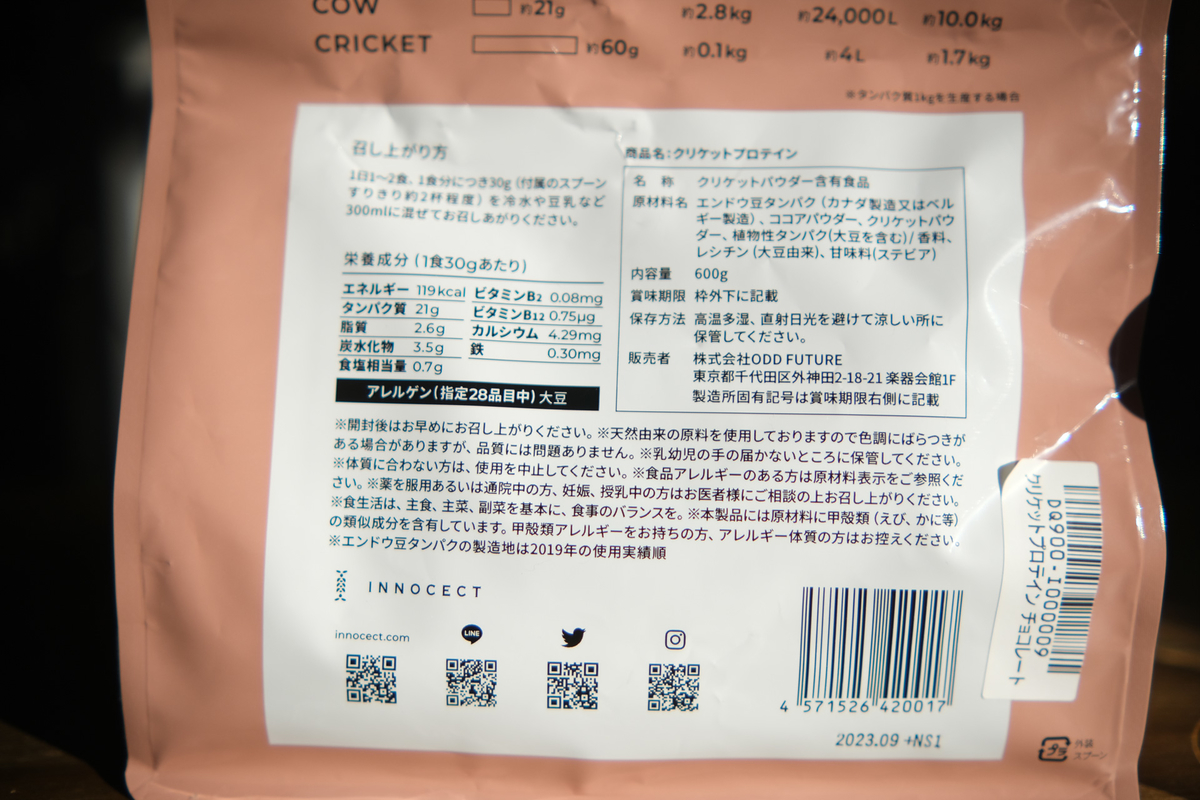 COW 約21g 約2.8kg 約24,000L 約10.0kg
CRICKET 約60g 約0.1kg 約4L 約1.7kg
※タンパク質1kgを生産する場合
召し上がり方
1日1〜2食、1食分につき30g（付属のスプーン
すりきり約2杯程度）を冷水や豆乳など
300mlに混ぜてお召しあがりください。
栄養成分（1食30gあたり）
エネルギー 119kcal ビタミンB2 0.08mg
タンパク質 21g ビタミンB12 0.75μg
脂質 2.6g カルシウム 4.29mg
炭水化物 3.5g 鉄 0.30mg
食塩相当量 0.7g
アレルゲン（指定28品目中）大豆
商品名：クリケットプロテイン
名 称 クリケットパウダー含有食品
原材料名 エンドウ豆タンパク（カナダ製造又はベル
ギー製造）、ココアパウダー、クリケットパウ
ダー、植物性タンパク(大豆を含む)/ 香料、
レシチン（大豆由来）、甘味料(ステビア)
内容量 600g
賞味期限 枠外下に記載
保存方法 高温多湿、直射日光を避けて涼しい所に
保管してください。
販売者 株式会社ODD FUTURE
東京都千代田区外神田2-18-21 楽器会館1F
製造所固有記号は賞味期限右側に記載
※開封後はお早めにお召し上がりください。※天然由来の原料を使用しておりますので色調にばらつきが
ある場合がありますが、品質には問題ありません。※乳幼児の手の届かないところに保管してください。
※体質に合わない方は、使用を中止してください。※食品アレルギーのある方は原材料表示をご参照くだ
さい。※薬を服用あるいは通院中の方、妊娠、授乳中の方はお医者様にご相談の上お召し上がりください。
※食生活は、主食、主菜、副菜を基本に、食事のバランスを。※本製品には原材料に甲殻類（えび、かに等）
の類似成分を含有しています。甲殻類アレルギーをお持ちの方、アレルギー体質の方はお控えください。
※エンドウ豆タンパクの製造地は2019年の使用実績順
INNOCECT
innocect.com
LINE
4 571526 420017
2023.09 +NS1
DQ900-I000009
クリケットプロテイン チョコレート
プラ
外装
スプーン